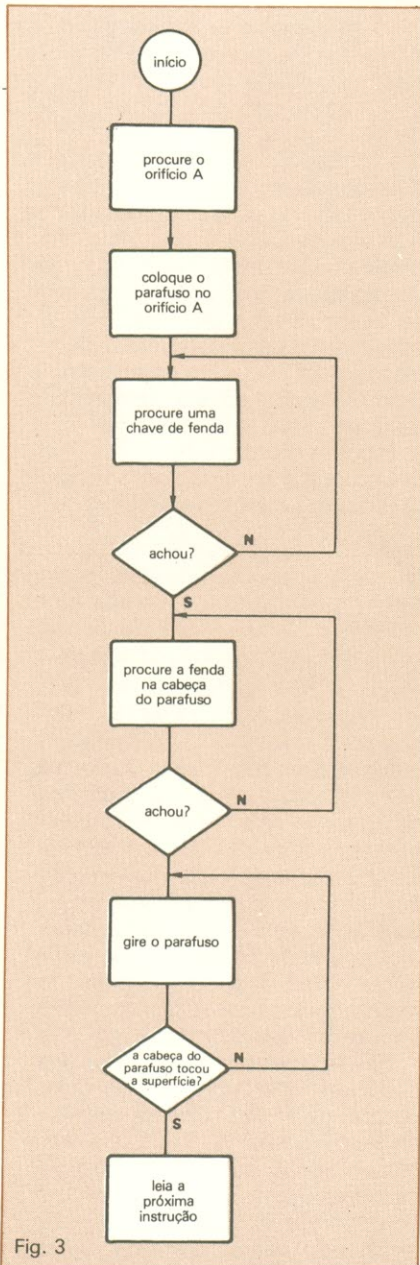 início
procure o
orifício A
coloque o
parafuso no
orifício A
procure uma
chave de fenda
achou?
N
S
procure a fenda
na cabeça
do parafuso
achou?
N
gire o parafuso
a cabeça do
parafuso tocou
a superfície?
N
S
leia a
próxima
instrução
Fig. 3